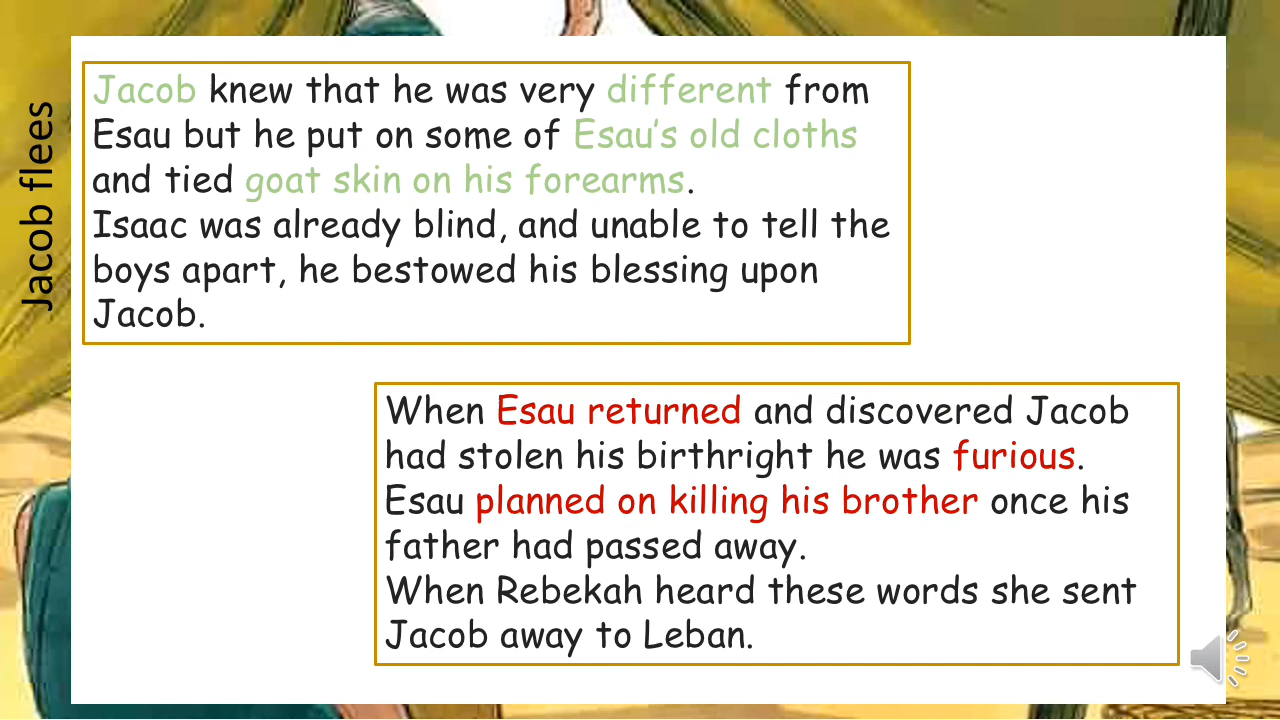 Jacob flees
Jacob knew that he was very different from
Esau but he put on some of Esau’s old cloths
and tied goat skin on his forearms.
Isaac was already blind, and unable to tell the
boys apart, he bestowed his blessing upon
Jacob.
When Esau returned and discovered Jacob
had stolen his birthright he was furious.
Esau planned on killing his brother once his
father had passed away.
When Rebekah heard these words she sent
Jacob away to Leban.